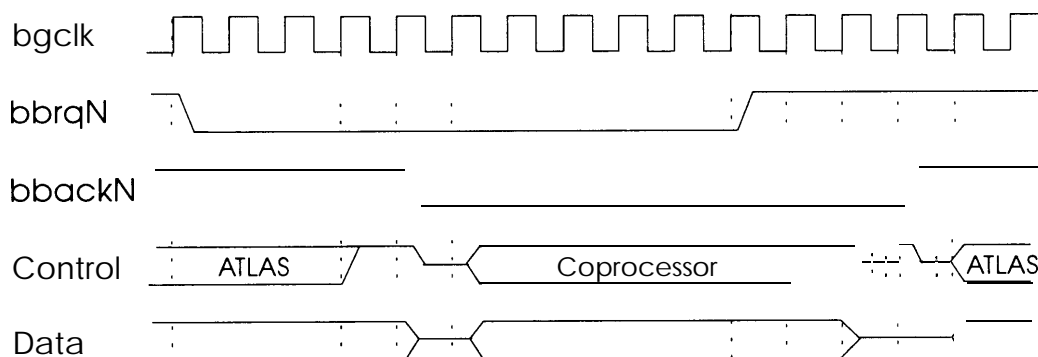 bgclk
bbrqN
bbackN
Control ATLAS Coprocessor ATLAS
Data